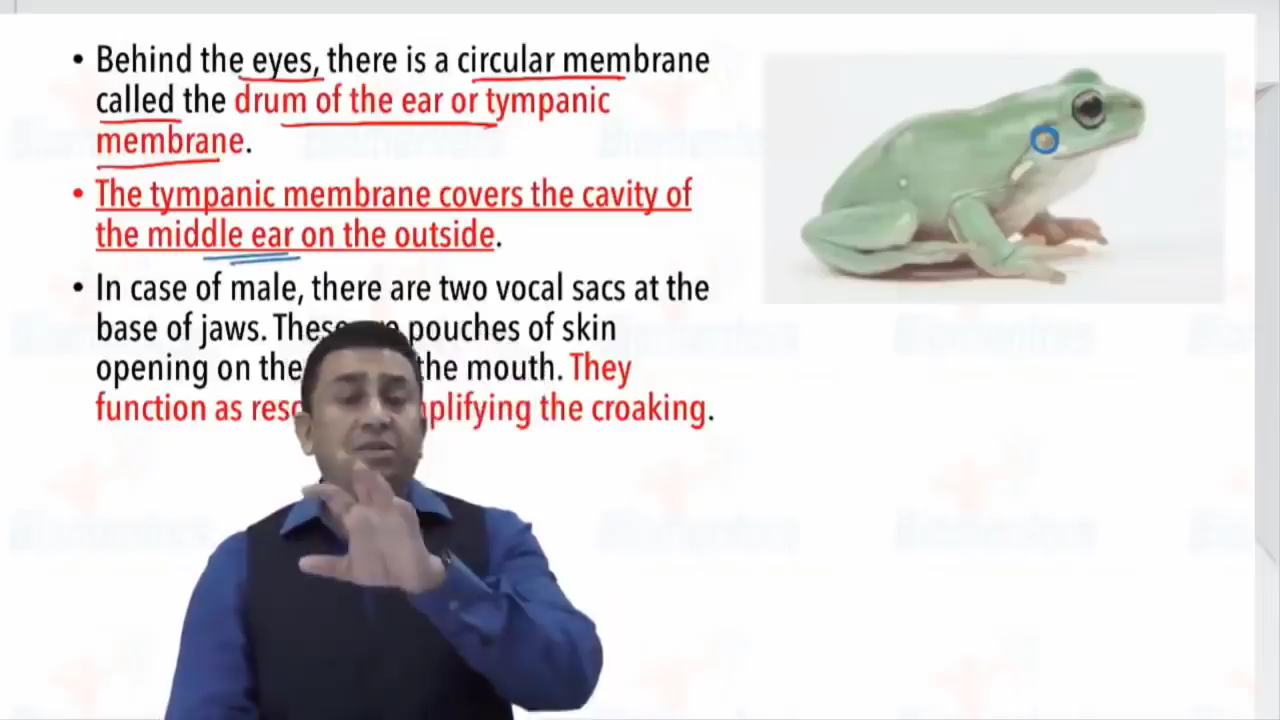 • Behind the eyes, there is a circular membrane
called the drum of the ear or tympanic
membrane.
• The tympanic membrane covers the cavity of
the middle ear on the outside.
• In case of male, there are two vocal sacs at the
base of jaws. These pouches of skin
opening on the the mouth. They
function as the croaking.
Biomentors
Biomentors
Biomentors